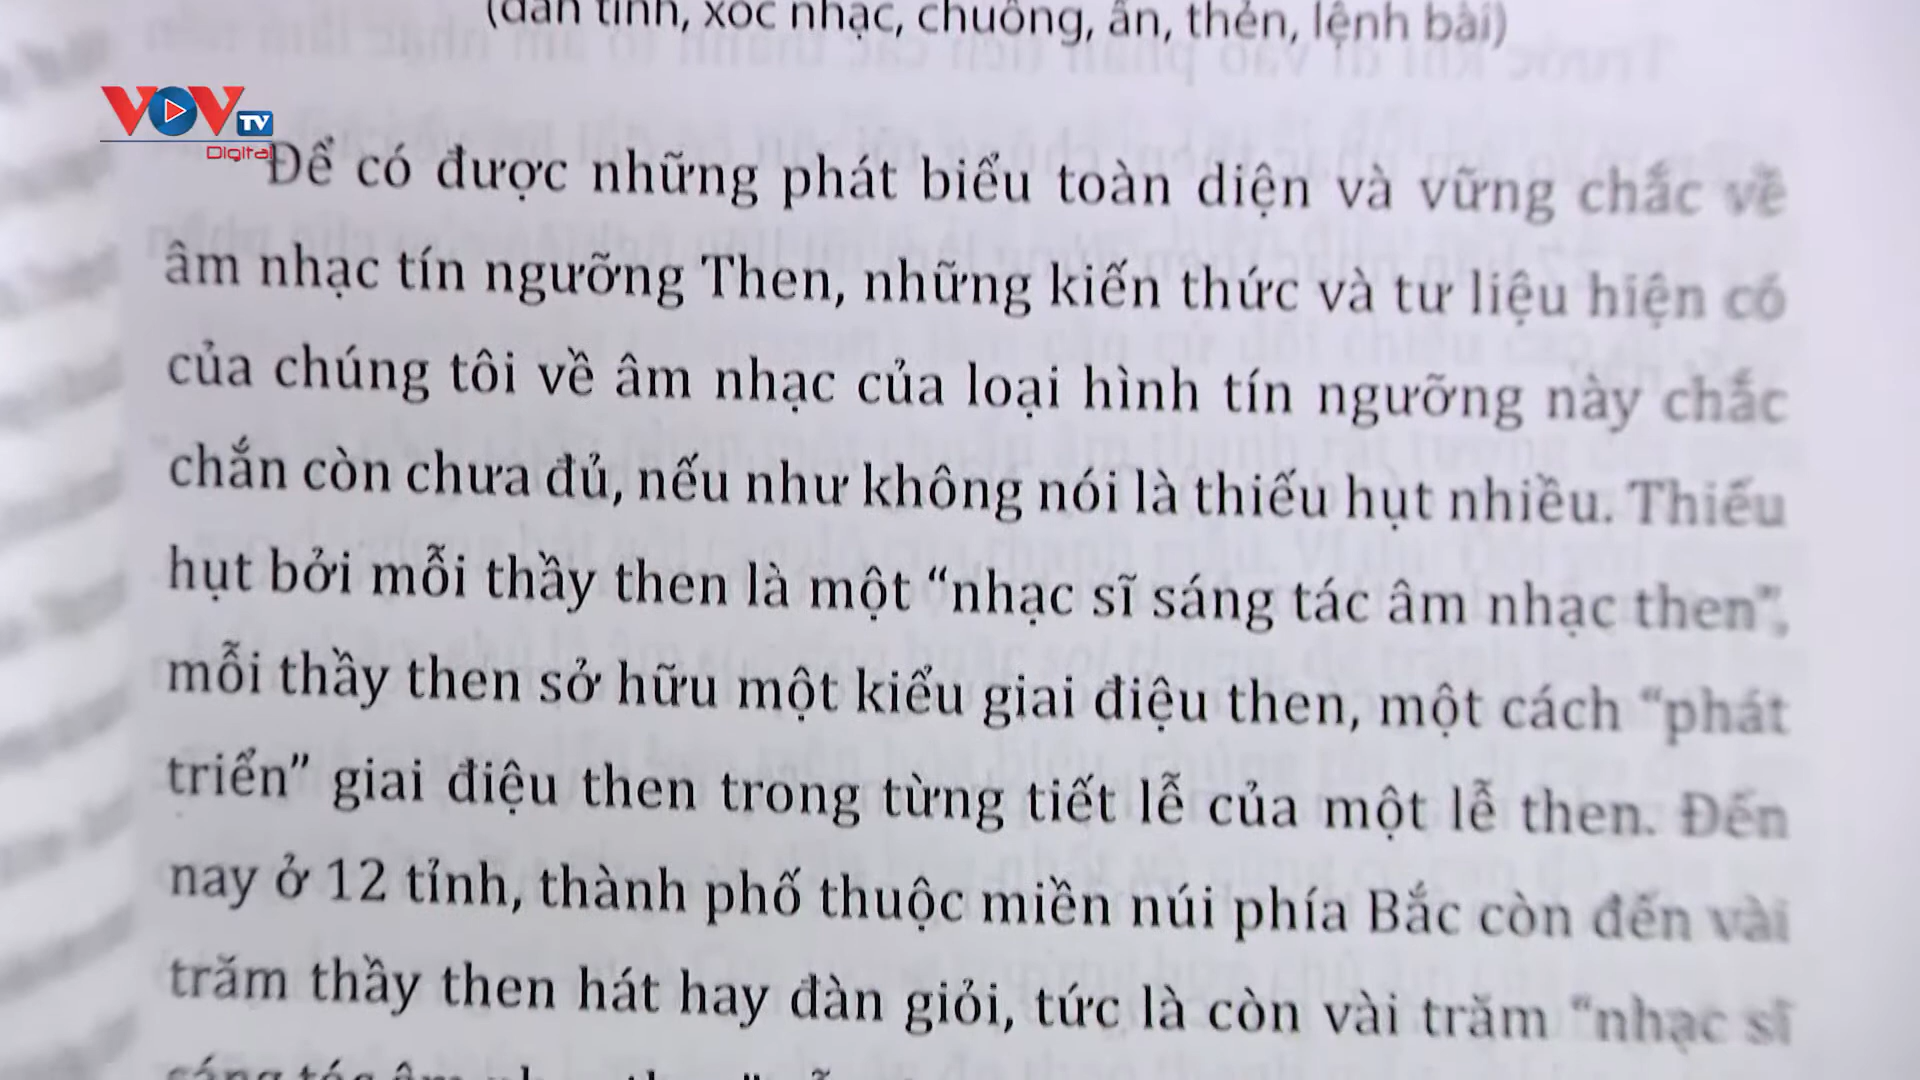 (đàn tính, xóc nhạc, chuông, ấn, thẻn, lệnh bài)
VOV TV
Digital
Để có được những phát biểu toàn diện và vững chắc về
âm nhạc tín ngưỡng Then, những kiến thức và tư liệu hiện có
của chúng tôi về âm nhạc của loại hình tín ngưỡng này chắc
chắn còn chưa đủ, nếu như không nói là thiếu hụt nhiều. Thiếu
hụt bởi mỗi thầy then là một “nhạc sĩ sáng tác âm nhạc then”,
mỗi thầy then sở hữu một kiểu giai điệu then, một cách “phát
triển” giai điệu then trong từng tiết lễ của một lễ then. Đến
nay ở 12 tỉnh, thành phố thuộc miền núi phía Bắc còn đến vài
trăm thầy then hát hay đàn giỏi, tức là còn vài trăm “nhạc sĩ
sáng tác âm nhạc then”